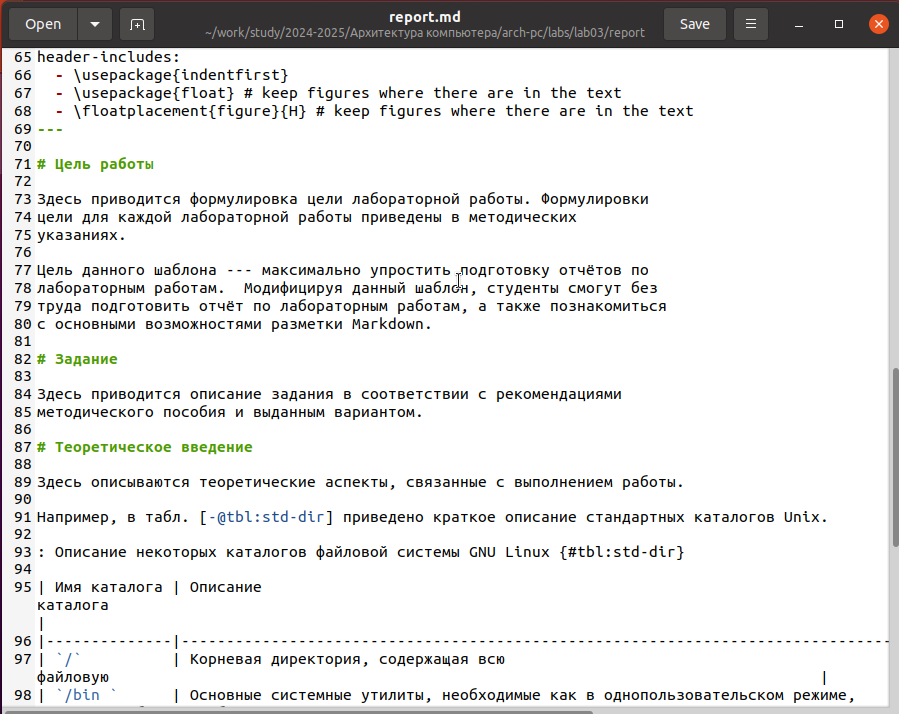 Open
report.md
~/work/study/2024-2025/Архитектура компьютера/arch-pc/labs/lab03/report
Save
65 header-includes:
66   - \usepackage{indentfirst}
67   - \usepackage{float} # keep figures where there are in the text
68   - \floatplacement{figure}{H} # keep figures where there are in the text
69 ---
70
71 # Цель работы
72
73 Здесь приводится формулировка цели лабораторной работы. Формулировки
74 цели для каждой лабораторной работы приведены в методических
75 указаниях.
76
77 Цель данного шаблона --- максимально упростить подготовку отчётов по
78 лабораторным работам.  Модифицируя данный шаблон, студенты смогут без
79 труда подготовить отчёт по лабораторным работам, а также познакомиться
80 с основными возможностями разметки Markdown.
81
82 # Задание
83
84 Здесь приводится описание задания в соответствии с рекомендациями
85 методического пособия и выданным вариантом.
86
87 # Теоретическое введение
88
89 Здесь описываются теоретические аспекты, связанные с выполнением работы.
90
91 Например, в табл. [-@tbl:std-dir] приведено краткое описание стандартных каталогов Unix.
92
93 : Описание некоторых каталогов файловой системы GNU Linux {#tbl:std-dir}
94
95 | Имя каталога | Описание
каталога
|
96 |--------------|-------------------------------------------------------------------------------
97 | `/`          | Корневая директория, содержащая всю
файловую                                                                               |
98 | `/bin `      | Основные системные утилиты, необходимые как в однопользовательском режиме,